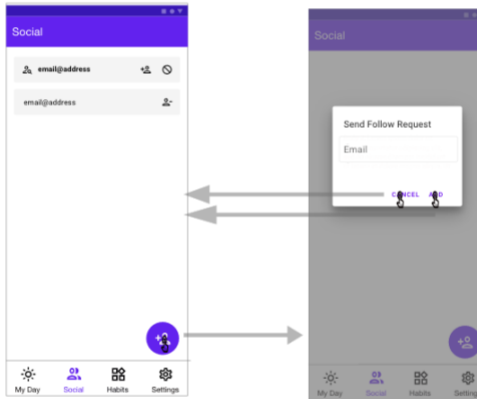 Social
email@address
email@address
My Day
Social
Habits
Settings
Social
Send Follow Request
Email
CANCEL
ADD
My Day
Social
Habits
Setting